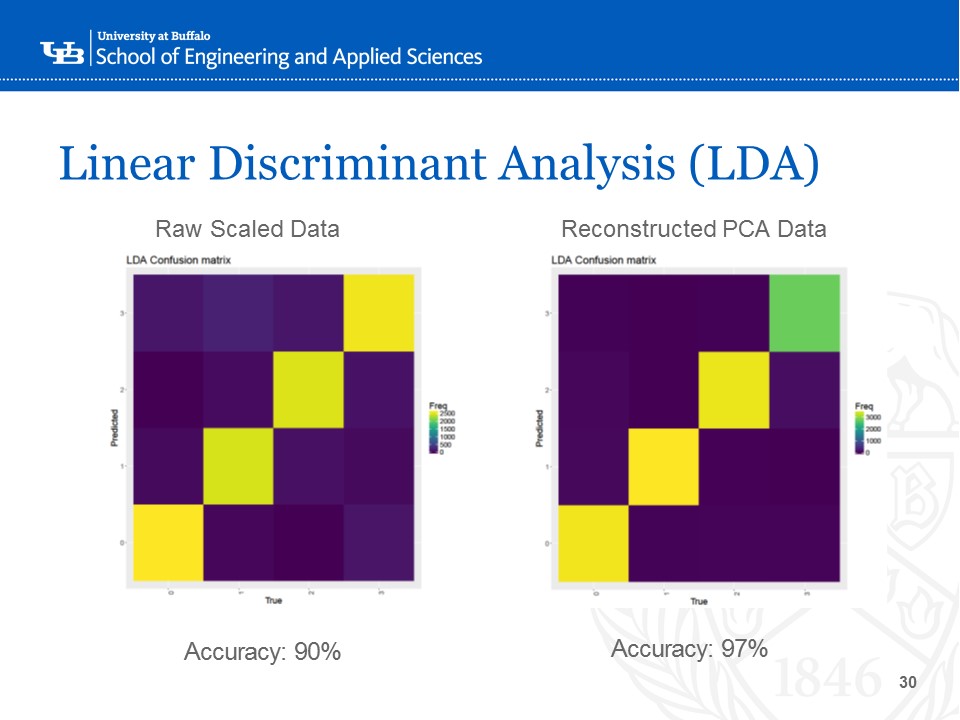 University at Buffalo
School of Engineering and Applied Sciences
Linear Discriminant Analysis (LDA)
Raw Scaled Data
Reconstructed PCA Data
LDA Confusion matrix
3
2
1
0
Predicted
0 1 2 3
True
Freq
2500
2000
1500
1000
500
0
LDA Confusion matrix
3
2
1
0
Predicted
0 1 2 3
True
Freq
3000
2000
1000
0
Accuracy: 90%
Accuracy: 97%
B
1846
30